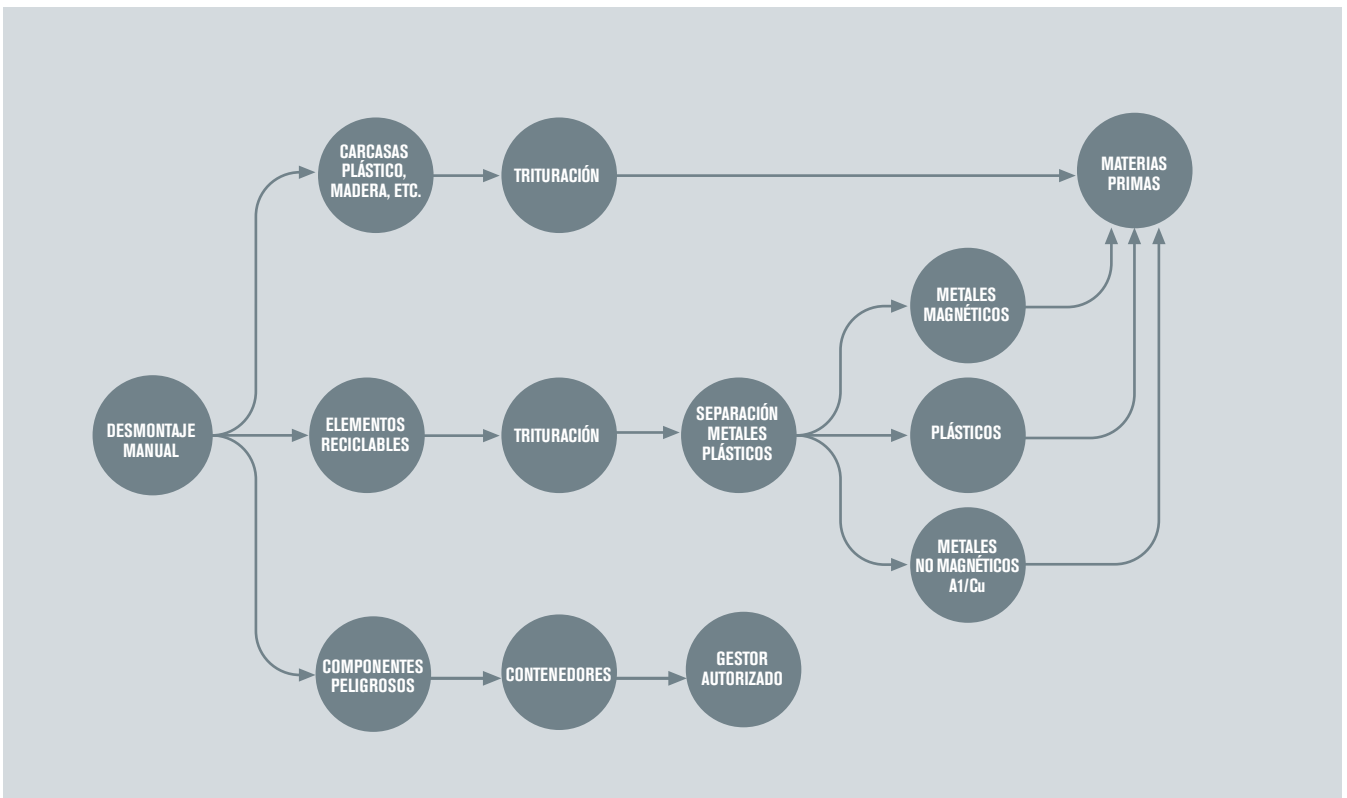 CARCASAS
PLÁSTICO,
MADERA, ETC.
TRITURACIÓN
MATERIAS
PRIMAS
METALES
MAGNÉTICOS
DESMONTAJE
MANUAL
ELEMENTOS
RECICLABLES
TRITURACIÓN
SEPARACIÓN
METALES
PLÁSTICOS
PLÁSTICOS
METALES
NO MAGNÉTICOS
A1/Cu
COMPONENTES
PELIGROSOS
CONTENEDORES
GESTOR
AUTORIZADO